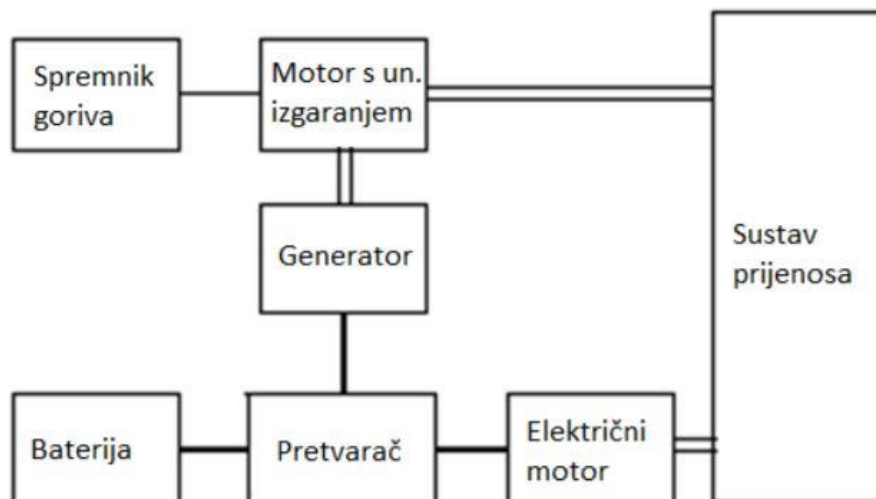 Spremnik
goriva
Motor s un.
izgaranjem
Generator
Sustav
prijenosa
Baterija
Pretvarač
Električni
motor